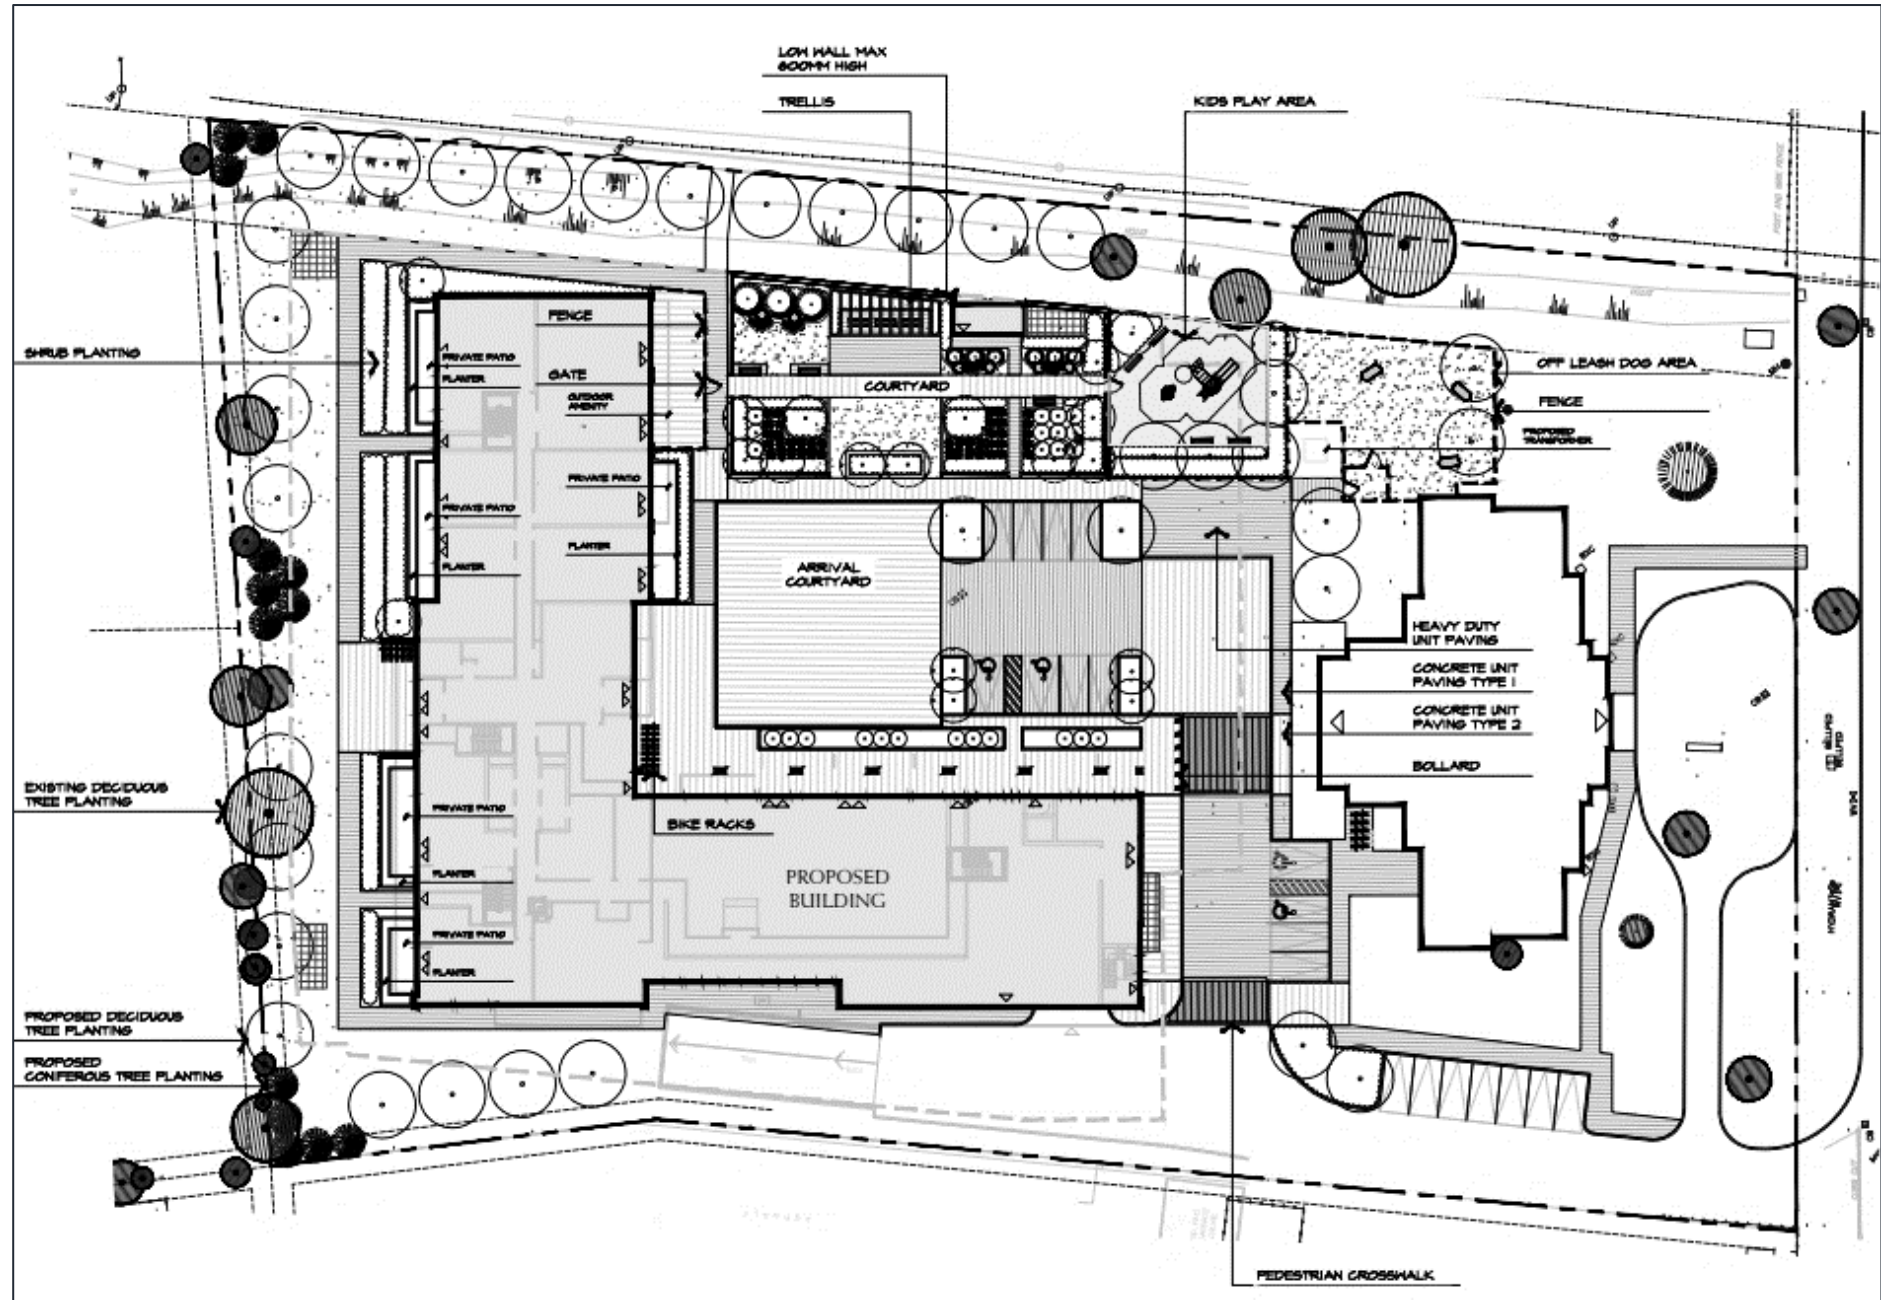 LOW WALL MAX
600MM HIGH
TRELLIS
KIDS PLAY AREA
FENCE
SHRUB PLANTING
PRIVATE PATIO
PLANTER
GATE
OUTDOOR
AMENITY
COURTYARD
OFF LEASH DOG AREA
FENCE
PROPOSED
TRANSFORMER
PRIVATE PATIO
PRIVATE PATIO
PLANTER
PLANTER
ARRIVAL
COURTYARD
HEAVY DUTY
UNIT PAVING
CONCRETE UNIT
PAVING TYPE 1
CONCRETE UNIT
PAVING TYPE 2
BOLLARD
EXISTING DECIDUOUS
TREE PLANTING
PRIVATE PATIO
BIKE RACKS
PLANTER
PROPOSED
BUILDING
PRIVATE PATIO
PLANTER
PROPOSED DECIDUOUS
TREE PLANTING
PROPOSED
CONIFEROUS TREE PLANTING
PEDESTRIAN CROSSWALK